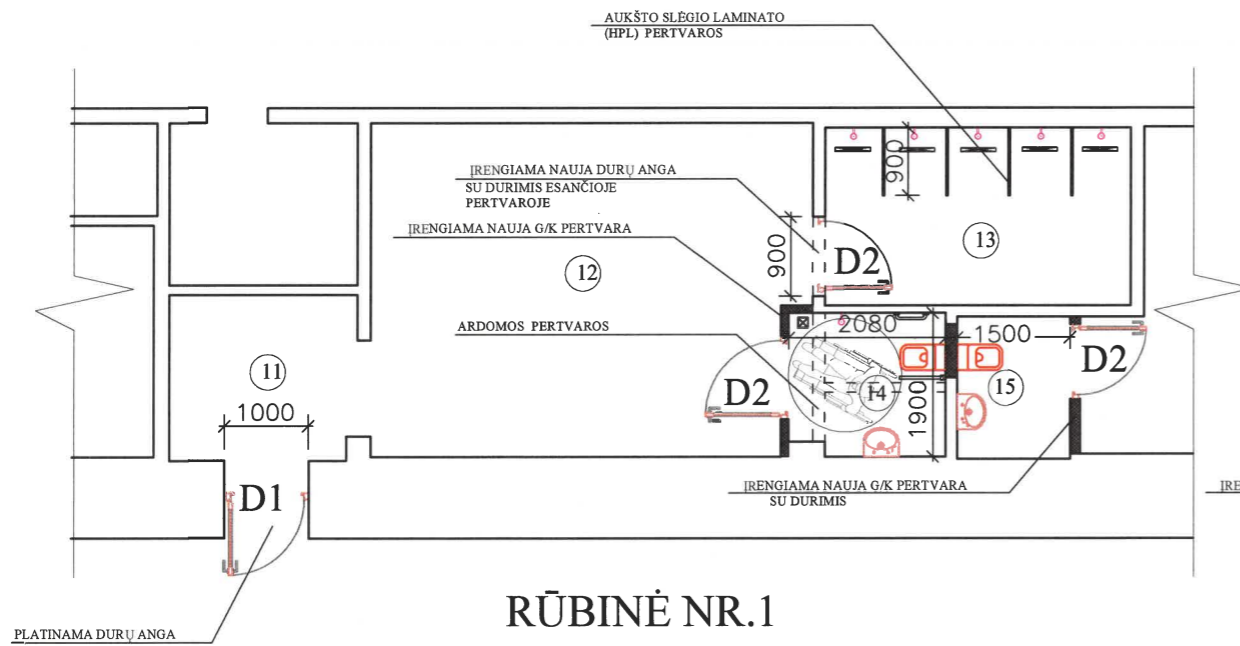 AUKŠTO SLĖGIO LAMINATO
(HPL) PERTVAROS
ĮRENGIAMA NAUJA DURŲ ANGA
SU DURIMIS ESANČIOJE
PERTVAROJE
900
ĮRENGIAMA NAUJA G/K PERTVARA
13
900
D2
12
ARDOMOS PERTVAROS
2080
1500
11
D2
14
15
D2
1000
1900
D1
ĮRENGIAMA NAUJA G/K PERTVARA
SU DURIMIS
ĮRE
RŪBINĖ NR.1
PLATINAMA DURŲ ANGA